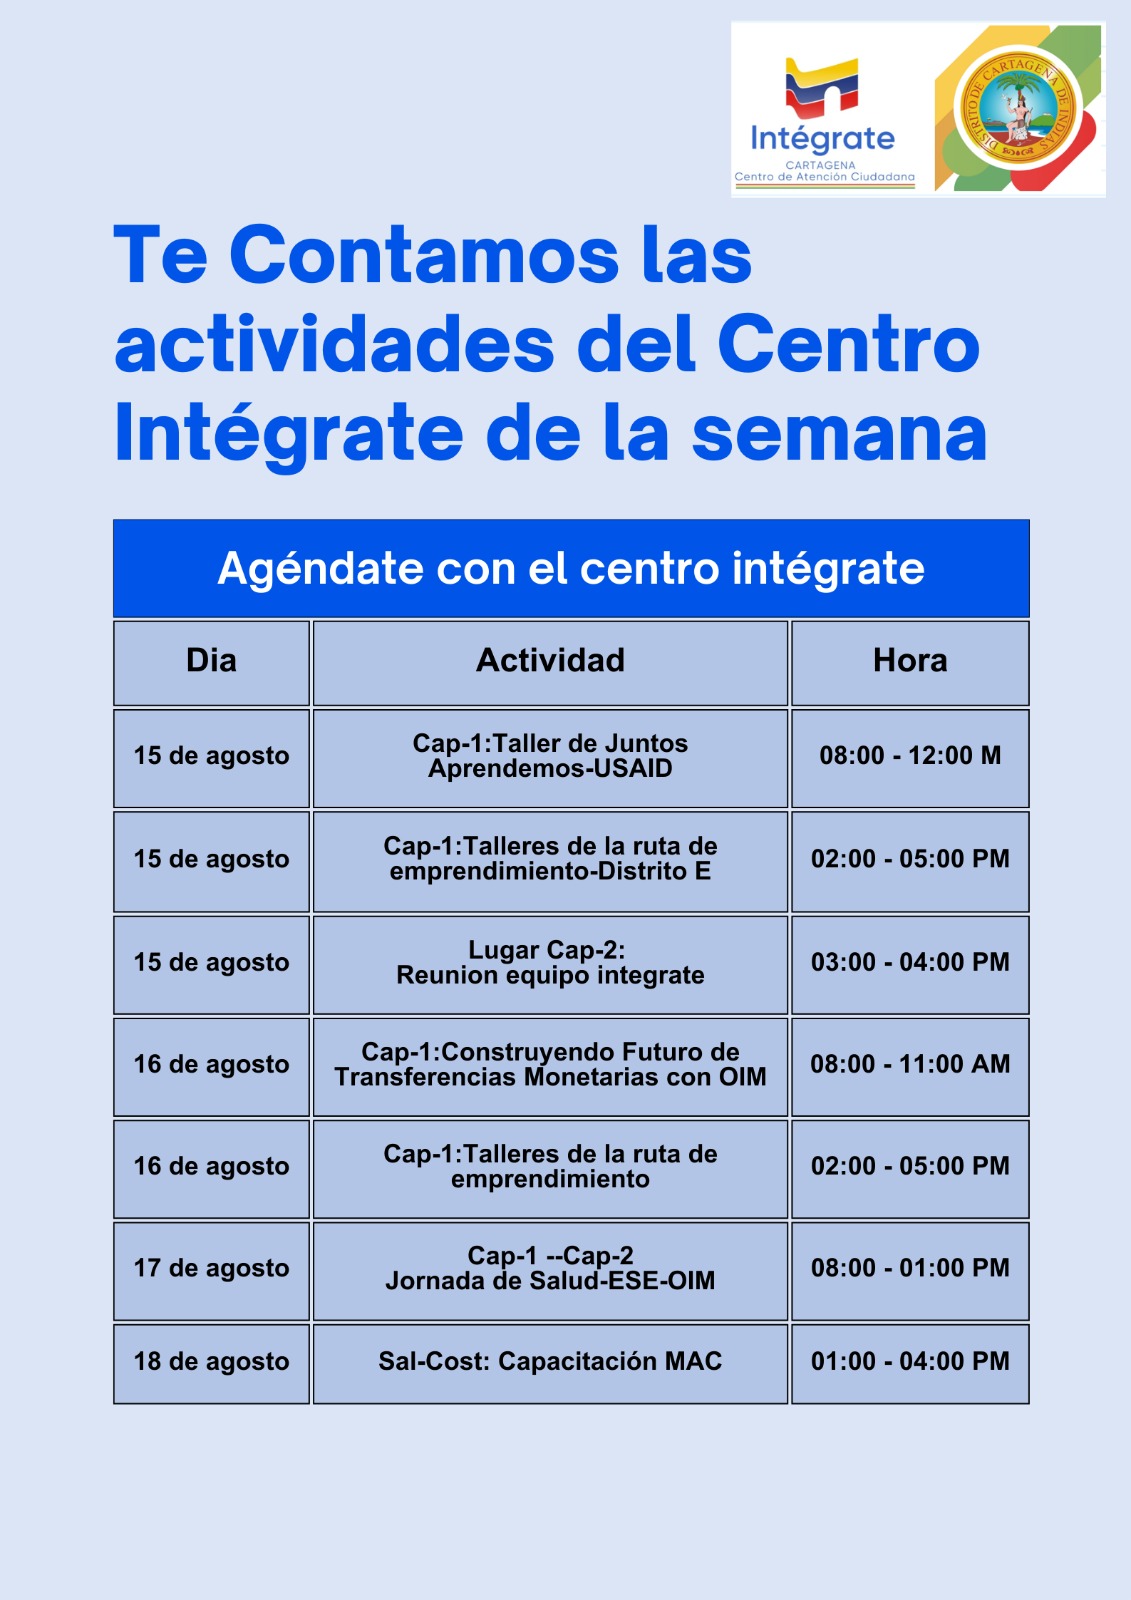 Intégrate
CARTAGENA
Centro de Atención Ciudadana
DISTRITO DE CARTAGENA DE INDIAS
Te Contamos las
actividades del Centro
Intégrate de la semana
Agéndate con el centro intégrate
Dia Actividad Hora
15 de agosto
Cap-1:Taller de Juntos
Aprendemos-USAID
08:00 - 12:00 M
15 de agosto
Cap-1:Talleres de la ruta de
emprendimiento-Distrito E
02:00 - 05:00 PM
15 de agosto
Lugar Cap-2:
Reunion equipo integrate
03:00 - 04:00 PM
16 de agosto
Cap-1:Construyendo Futuro de
Transferencias Monetarias con OIM
08:00 - 11:00 AM
16 de agosto
Cap-1:Talleres de la ruta de
emprendimiento
02:00 - 05:00 PM
17 de agosto
Cap-1 --Cap-2
Jornada de Salud-ESE-OIM
08:00 - 01:00 PM
18 de agosto
Sal-Cost: Capacitación MAC
01:00 - 04:00 PM